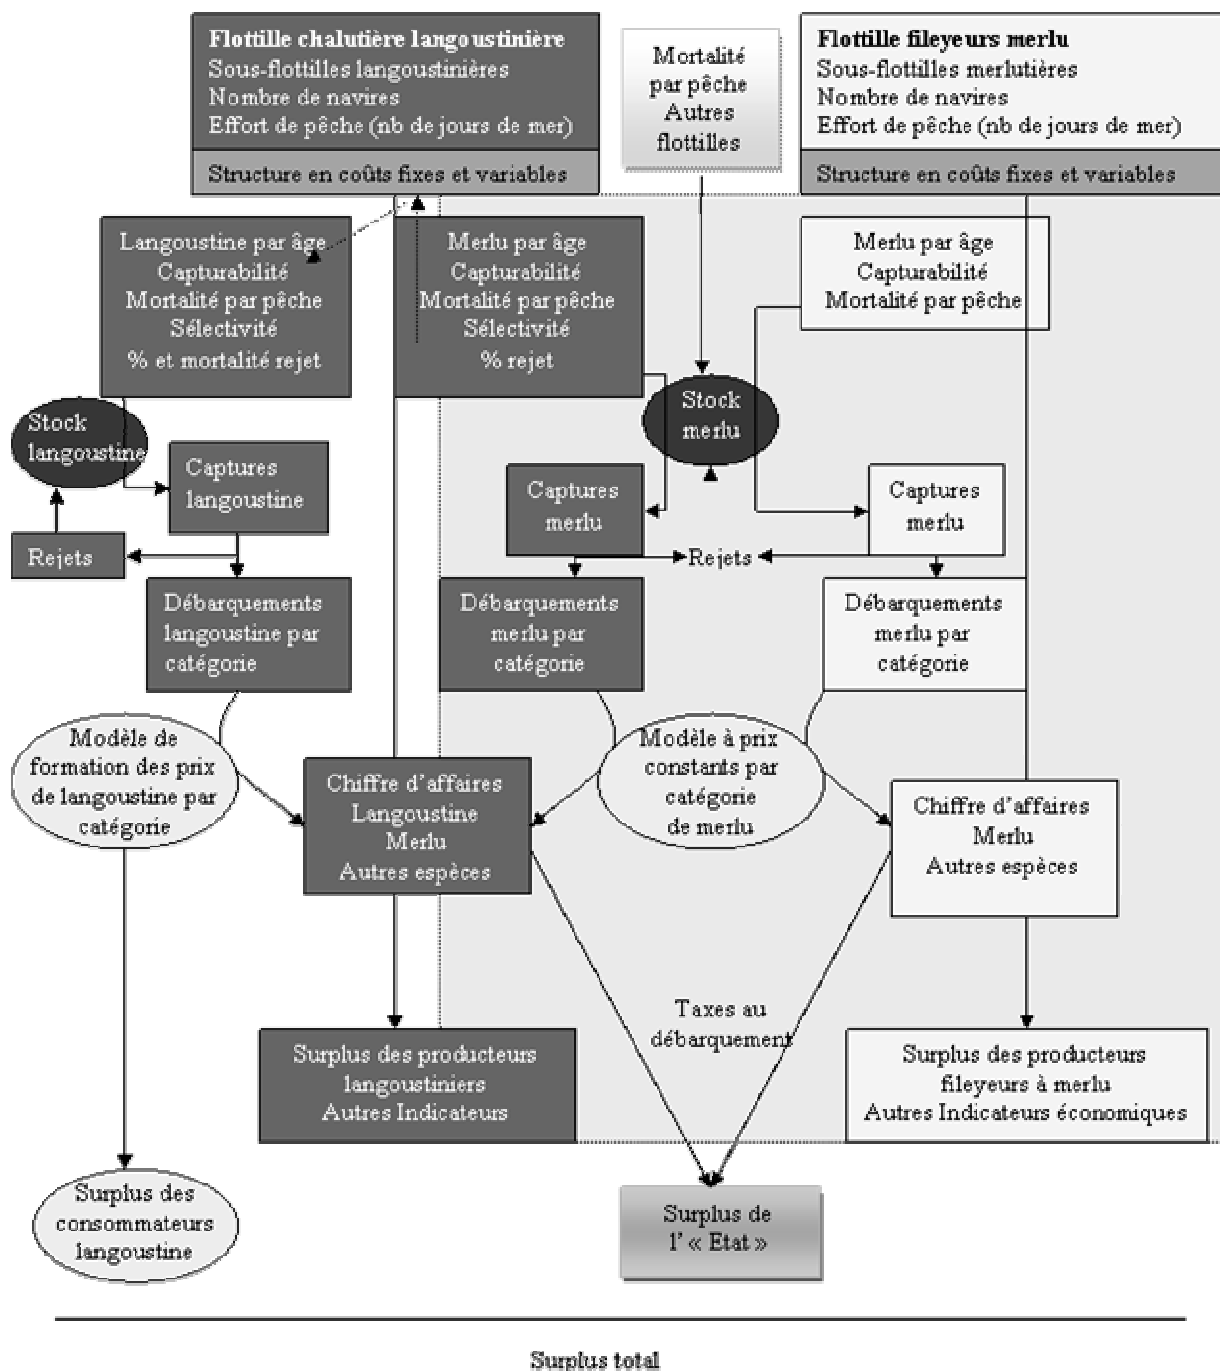 Flottille chalutière langoustinière
Sous-flottilles langoustinières
Nombre de navires
Effort de pêche (nb de jours de mer)
Structure en coûts fixes et variables
Mortalité
par pêche
Autres
flottilles
Flottille fileyeurs merlu
Sous-flottilles merlutières
Nombre de navires
Effort de pêche (nb de jours de mer)
Structure en coûts fixes et variables
Langoustine par âge
Capturabilité
Mortalité par pêche
Sélectivité
% et mortalité rejet
Merlu par âge
Capturabilité
Mortalité par pêche
Sélectivité
% rejet
Merlu par âge
Capturabilité
Mortalité par pêche
Stock
langoustine
Captures
langoustine
Rejets
Stock
merlu
Captures
merlu
Captures
merlu
Rejets
Débarquements
langoustine par
catégorie
Débarquements
merlu par
catégorie
Débarquements
merlu par
catégorie
Modèle de
formation des prix
de langoustine par
catégorie
Chiffre d'affaires
Langoustine
Merlu
Autres espèces
Modèle à prix
constants par
catégorie
de merlu
Chiffre d'affaires
Merlu
Autres espèces
Taxes au
débarquement
Surplus des producteurs
langoustiniers
Autres Indicateurs
Surplus des producteurs
fileyeurs à merlu
Autres Indicateurs économiques
Surplus des
consommateurs
langoustine
Surplus de
l' « Etat »
Surplus total